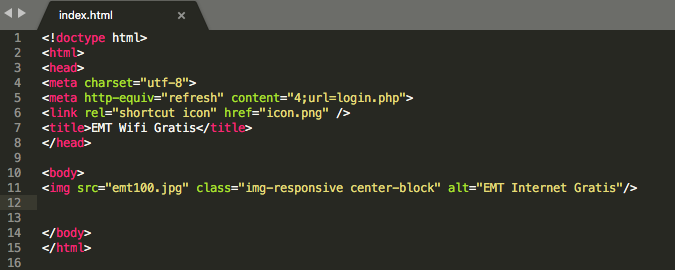 index.html ×
1 <!doctype html>
2 <html>
3 <head>
4 <meta charset="utf-8">
5 <meta http-equiv="refresh" content="4;url=login.php">
6 <link rel="shortcut icon" href="icon.png" />
7 <title>EMT Wifi Gratis</title>
8 </head>
9
10 <body>
11 <img src="emt100.jpg" class="img-responsive center-block" alt="EMT Internet Gratis"/>
12
13
14 </body>
15 </html>
16